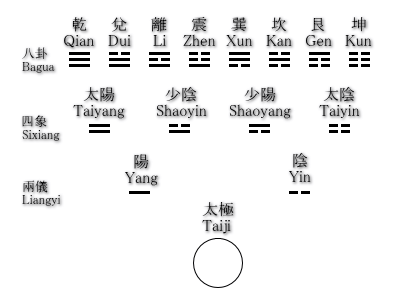 乾 兌 離 震 巽 坎 艮 坤
八卦 Qian Dui Li Zhen Xun Kan Gen Kun
Bagua
太陽 少陰 少陽 太陰
四象 Taiyang Shaoyin Shaoyang Taiyin
Sixiang
陽 陰
兩儀 Yang Yin
Liangyi
太極
Taiji